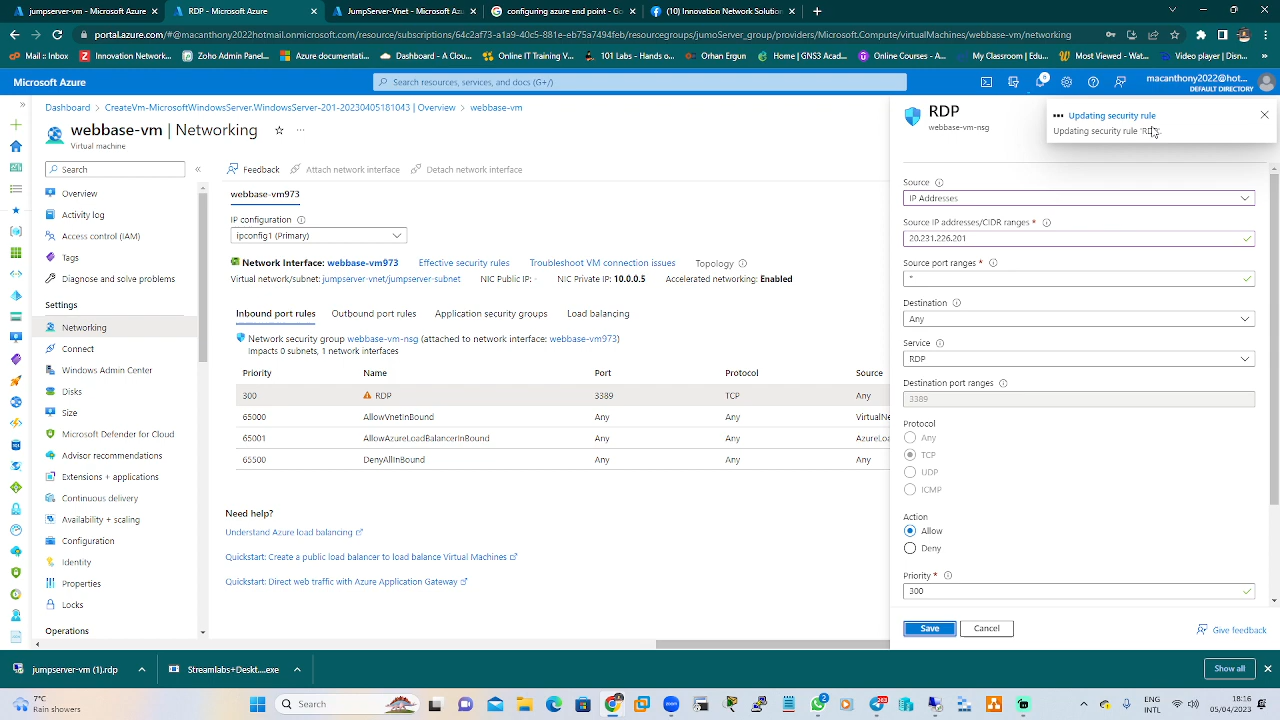 jumpserver-vm - Microsoft Azure
RDP - Microsoft Azure
JumpServer-Vnet - Microsoft Azu
configuring azure end point - Go
(10) Innovation Network Solution
portal.azure.com/#@macanthony2022hotmail.onmicrosoft.com/resource/subscriptions/64c2af73-a1a9-40c5-881e-eb75a7494feb/resourcegroups/jumoServer_group/providers/Microsoft.Compute/virtualMachines/webbase-vm/networking
Mail :: Inbox
Innovation Network...
Zoho Admin Panel
Azure documentati...
Dashboard - A Clou...
Online IT Training +...
101 Labs - Hands o...
Orhan Ergun
Home | GNS3 Acad...
My Classroom | Edu...
Most Viewed - Wat...
Video player | Disn...
Microsoft Azure
Search resources, services, and docs (G+/)
macanthony2022@hot...
DEFAULT DIRECTORY
Dashboard > CreateVm-MicrosoftWindowsServer.WindowsServer-201-20230405181043 | Overview > webbase-vm
webbase-vm | Networking
Virtual machine
Search
Overview
Activity log
Access control (IAM)
Tags
Diagnose and solve problems
Settings
Networking
Connect
Windows Admin Center
Disks
Size
Microsoft Defender for Cloud
Advisor recommendations
Extensions + applications
Continuous delivery
Availability + scaling
Configuration
Identity
Properties
Locks
Operations
Feedback
Attach network interface
Detach network interface
webbase-vm973
IP configuration
ipconfig1 (Primary)
Network Interface: webbase-vm973
Effective security rules
Troubleshoot VM connection issues
Topology
Virtual network/subnet: jumpserver-vnet/jumpserver-subnet
NIC Public IP: -
NIC Private IP: 10.0.0.5
Accelerated networking: Enabled
Inbound port rules
Outbound port rules
Application security groups
Load balancing
Network security group webbase-vm-nsg (attached to network interface: webbase-vm973)
Impacts 0 subnets, 1 network interfaces
Priority Name Port Protocol Source
300 RDP 3389 TCP Any
65000 AllowVnetInBound Any Any VirtualNe
65001 AllowAzureLoadBalancerInBound Any Any AzureLoa
65500 DenyAllInBound Any Any Any
Need help?
Understand Azure load balancing
Quickstart: Create a public load balancer to load balance Virtual Machines
Quickstart: Direct web traffic with Azure Application Gateway
RDP
webbase-vm-nsg
Updating security rule
Updating security rule
Source
IP Addresses
Source IP addresses/CIDR ranges *
20.231.226.201
Source port ranges *
*
Destination
Any
Service
RDP
Destination port ranges
3389
Protocol
Any
TCP
UDP
ICMP
Action
Allow
Deny
Priority *
300
Save
Cancel
Give feedback
jumpserver-vm (1).rdp
Streamlabs+Deskt....exe
Show all
7°C
Rain showers
Search
2
ENG
INTL
18:16
05/04/2023